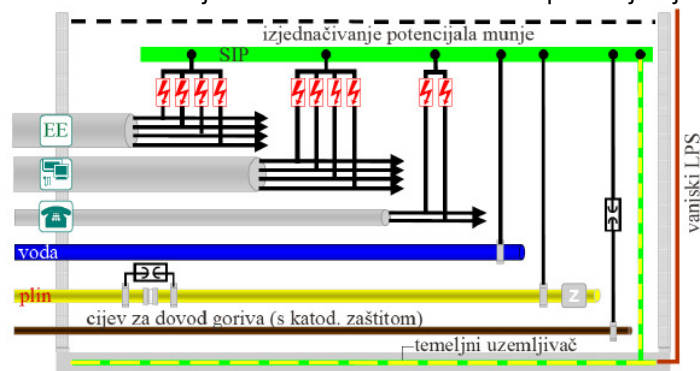 izjednačivanje potencijala munje
SIP
EE
voda
plin
Z
cijev za dovod goriva (s katod. zaštitom)
temeljni uzemljivač
vanjski LPS